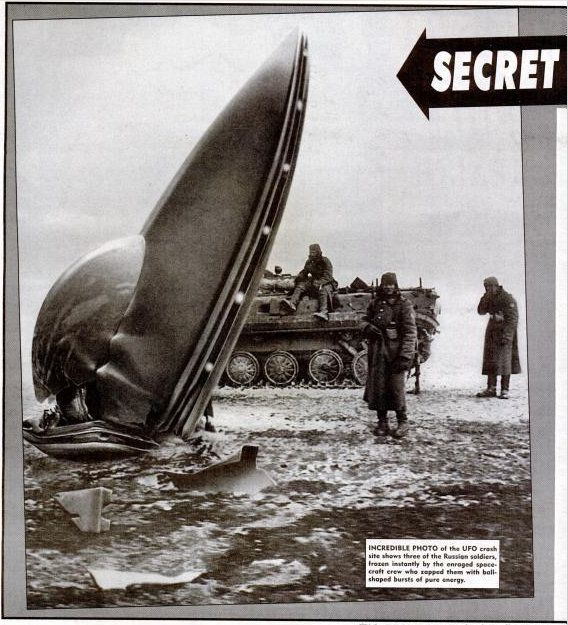 SECRET
INCREDIBLE PHOTO of the UFO crash
site shows three of the Russian soldiers,
frozen instantly by the enraged space-
craft crew who zapped them with ball-
shaped bursts of pure energy.